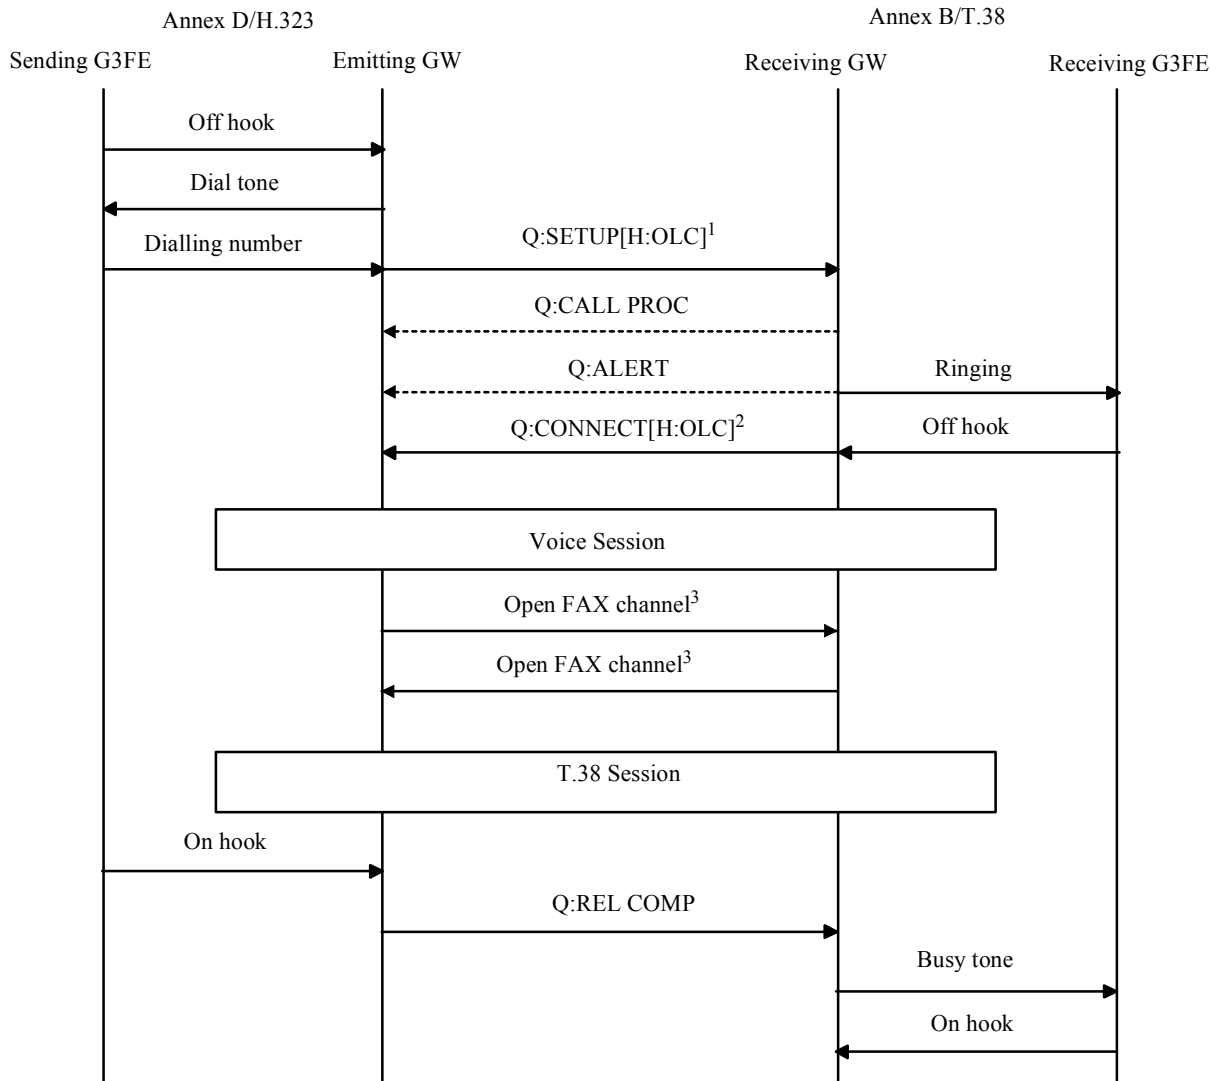 Annex D/H.323
Annex B/T.38
Sending G3FE
Emitting GW
Receiving GW
Receiving G3FE
Off hook
Dial tone
Dialling number
Q:SETUP[H:OLC]1
Q:CALL PROC
Q:ALERT
Ringing
Q:CONNECT[H:OLC]2
Off hook
Voice Session
Open FAX channel3
Open FAX channel3
T.38 Session
On hook
Q:REL COMP
Busy tone
On hook